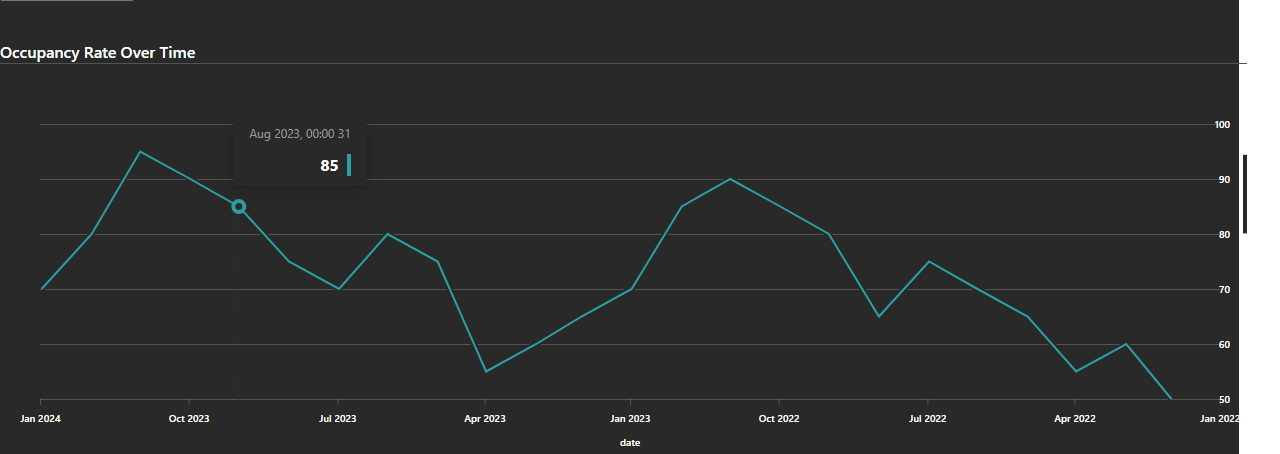 Occupancy Rate Over Time
Aug 2023, 00:00 31
85
100
90
80
70
60
50
Jan 2024 Oct 2023 Jul 2023 Apr 2023 Jan 2023 Oct 2022 Jul 2022 Apr 2022 Jan 2022
date